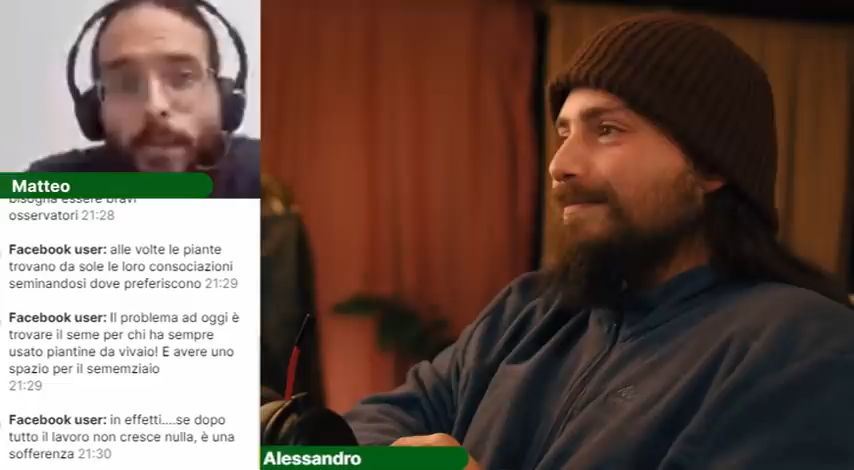 Matteo
bisogna essere bravi
osservatori 21:28
Facebook user: alle volte le piante
trovano da sole le loro consociazioni
seminandosi dove preferiscono 21:29
Facebook user: Il problema ad oggi è
trovare il seme per chi ha sempre
usato piantine da vivaio! E avere uno
spazio per il sememziaio
21:29
Facebook user: in effetti....se dopo
tutto il lavoro non cresce nulla, è una
sofferenza 21:30
Alessandro